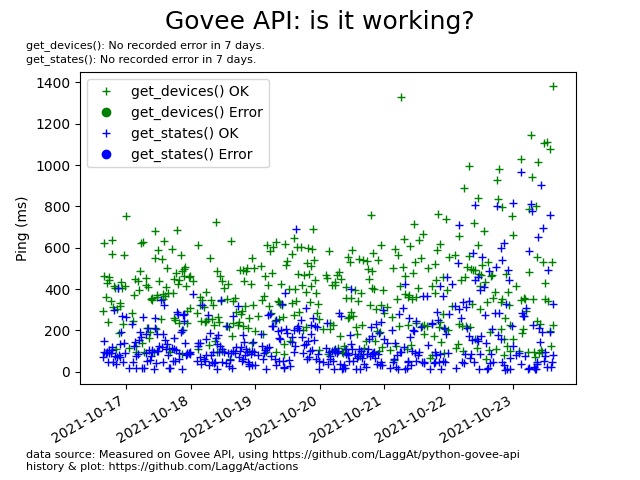 Govee API: is it working?
get_devices(): No recorded error in 7 days.
get_states(): No recorded error in 7 days.
1400
1200
1000
800
600
400
200
0
Ping (ms)
get_devices() OK
get_devices() Error
get_states() OK
get_states() Error
2021-10-17
2021-10-18
2021-10-19
2021-10-20
2021-10-21
2021-10-22
2021-10-23
data source: Measured on Govee API, using https://github.com/LaggAt/python-govee-api
history & plot: https://github.com/LaggAt/actions